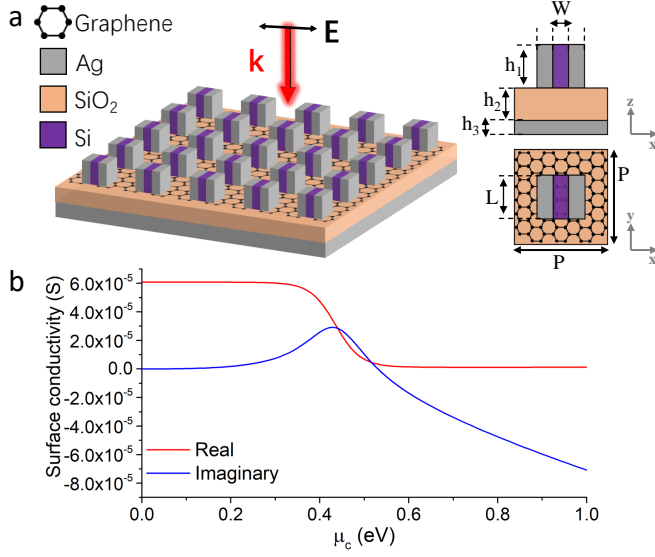 a
Graphene
Ag
SiO₂
Si
E
k
W
h₁
h₂
h₃
z
x
L
P
P
y
x
b
Surface conductivity (S)
6.0x10⁻⁵
4.0x10⁻⁵
2.0x10⁻⁵
0.0
-2.0x10⁻⁵
-4.0x10⁻⁵
-6.0x10⁻⁵
-8.0x10⁻⁵
Real
Imaginary
0.0 0.2 0.4 0.6 0.8 1.0
μc (eV)